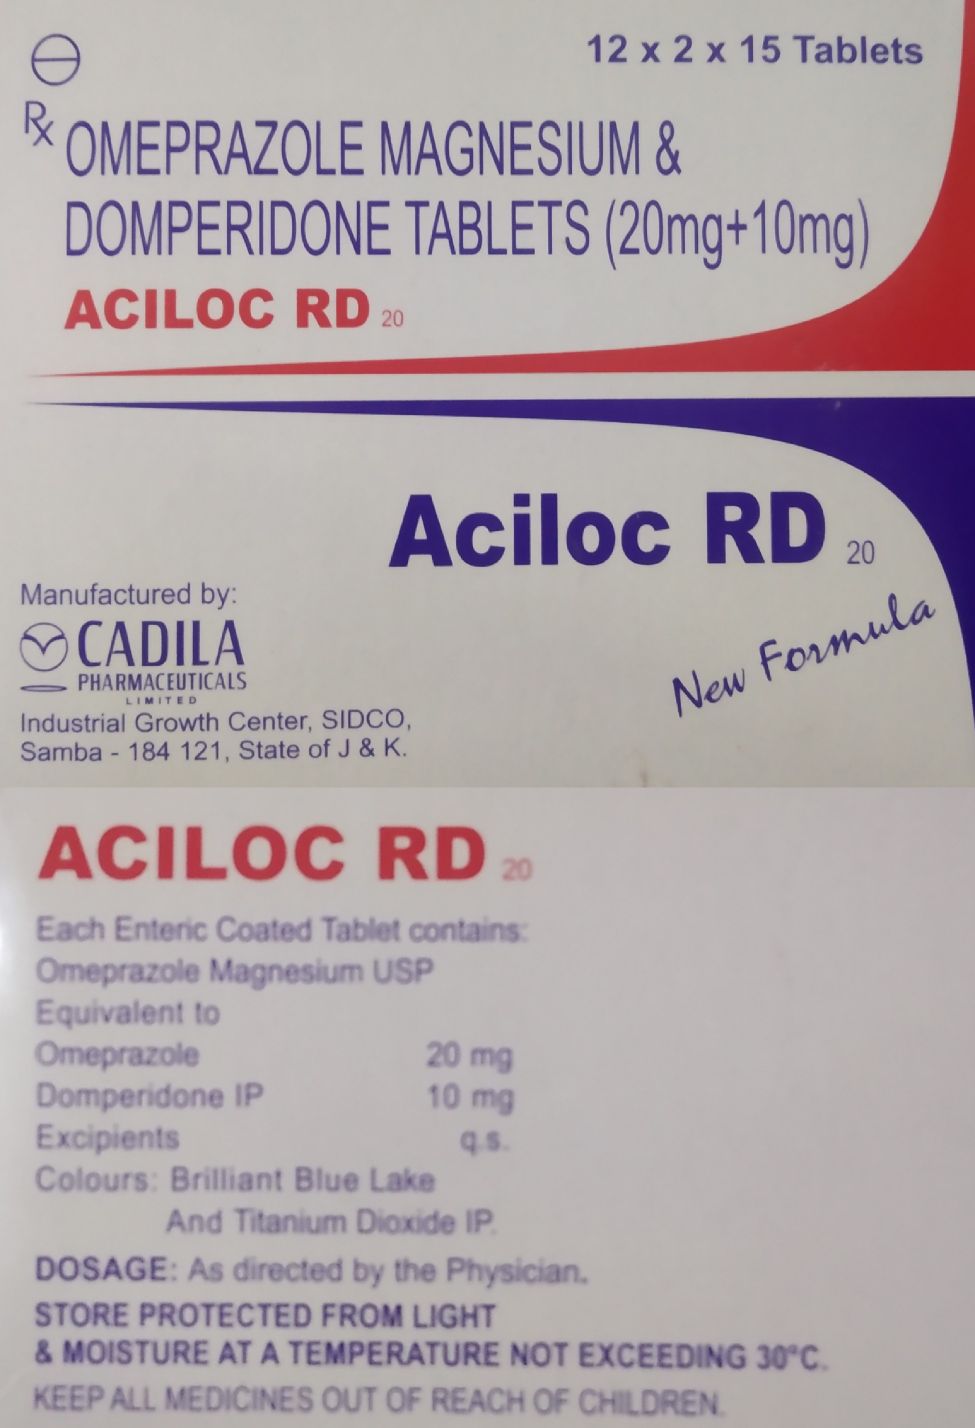 12 x 2 x 15 Tablets
Rx OMEPRAZOLE MAGNESIUM &
DOMPERIDONE TABLETS (20mg+10mg)
ACILOC RD 20
Aciloc RD 20
New Formula
Manufactured by:
CADILA
PHARMACEUTICALS
LIMITED
Industrial Growth Center, SIDCO,
Samba - 184 121, State of J & K.
ACILOC RD 20
Each Enteric Coated Tablet contains:
Omeprazole Magnesium USP
Equivalent to
Omeprazole 20 mg
Domperidone IP 10 mg
Excipients q.s.
Colours: Brilliant Blue Lake
And Titanium Dioxide IP.
DOSAGE: As directed by the Physician.
STORE PROTECTED FROM LIGHT
& MOISTURE AT A TEMPERATURE NOT EXCEEDING 30°C.
KEEP ALL MEDICINES OUT OF REACH OF CHILDREN.